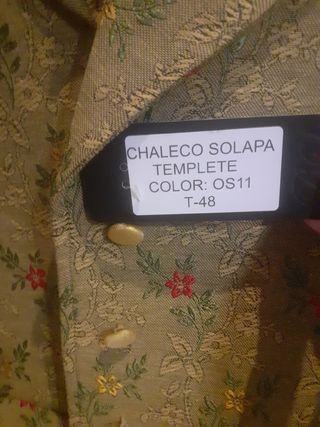 CHALECO SOLAPA
TEMPLETE
COLOR: OS11
T-48